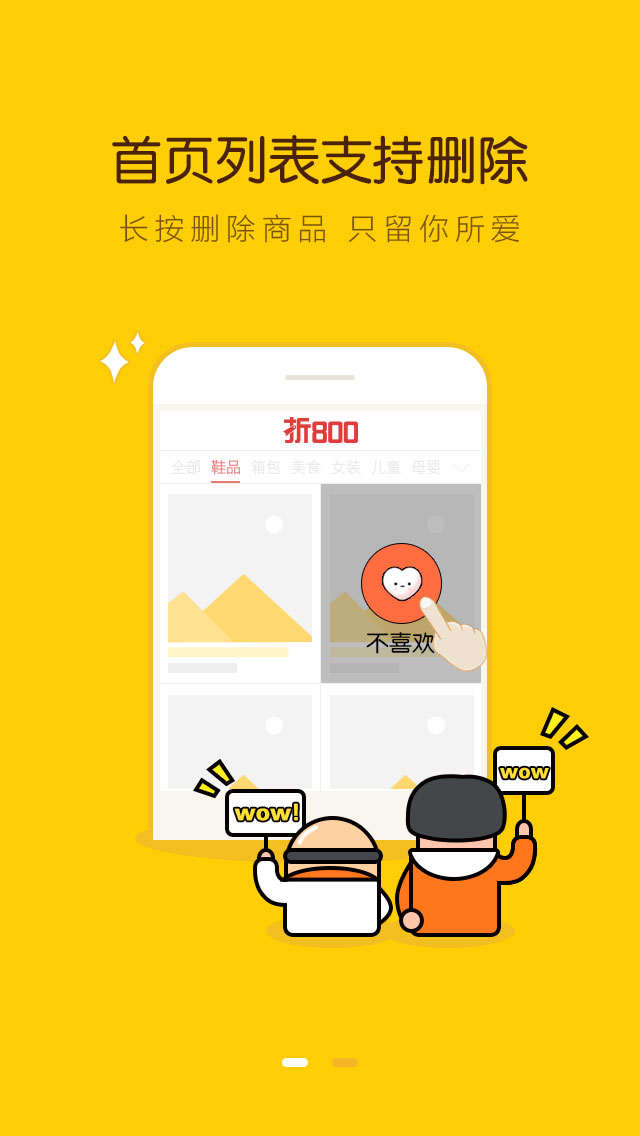 首页列表支持删除
长按删除商品 只留你所爱
折800
全部 鞋品 箱包 美食 女装 儿童 母婴
不喜欢
wow
wow!